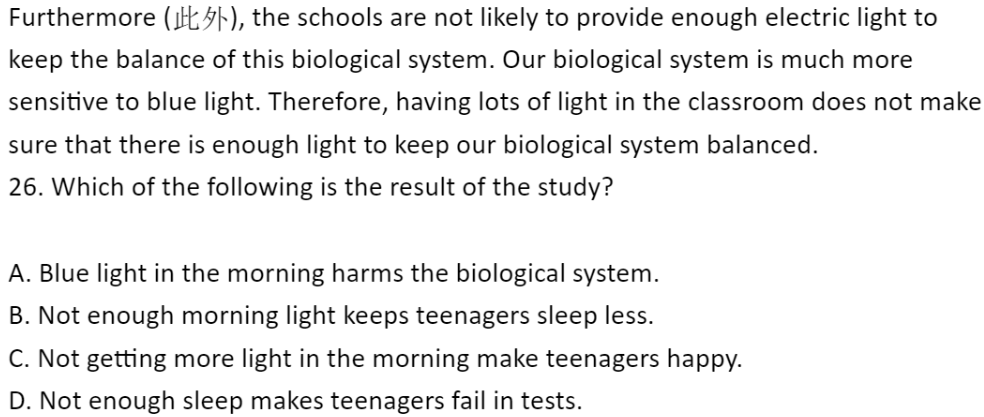 Furthermore (此外), the schools are not likely to provide enough electric light to
keep the balance of this biological system. Our biological system is much more
sensitive to blue light. Therefore, having lots of light in the classroom does not make
sure that there is enough light to keep our biological system balanced.
26. Which of the following is the result of the study?
A. Blue light in the morning harms the biological system.
B. Not enough morning light keeps teenagers sleep less.
C. Not getting more light in the morning make teenagers happy.
D. Not enough sleep makes teenagers fail in tests.